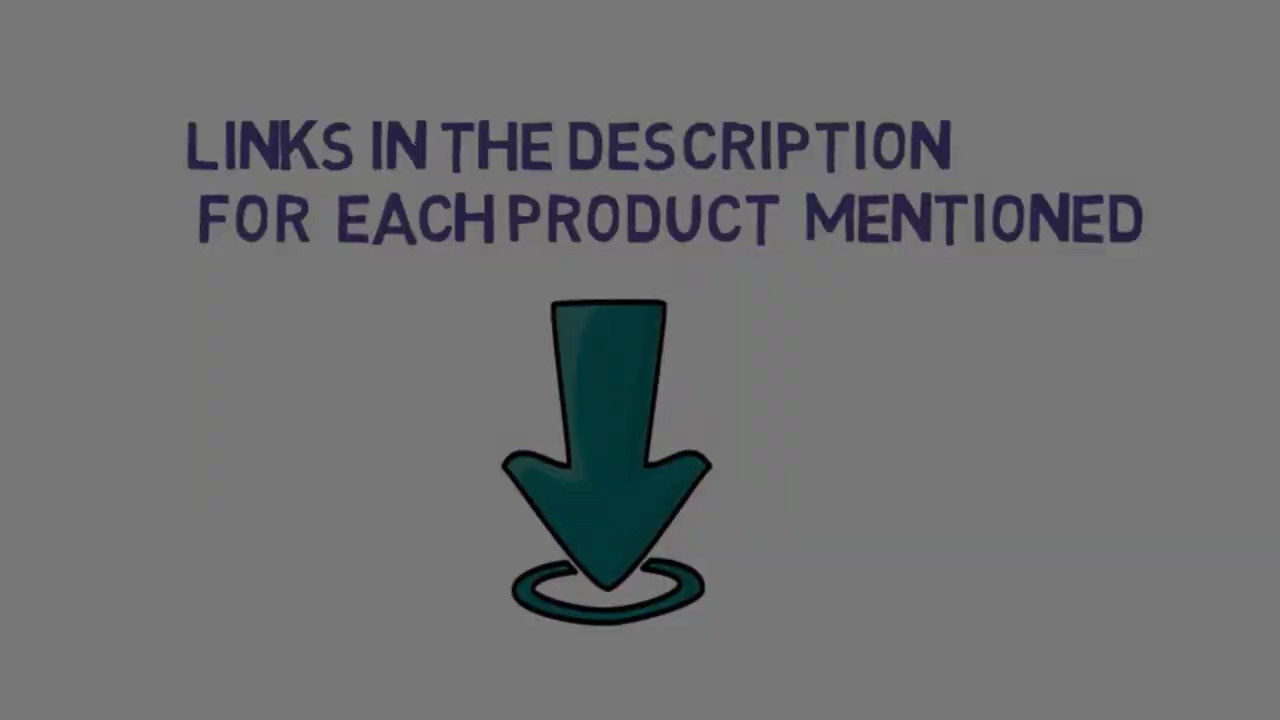 LINKS IN THE DESCRIPTION
FOR EACH PRODUCT MENTIONED